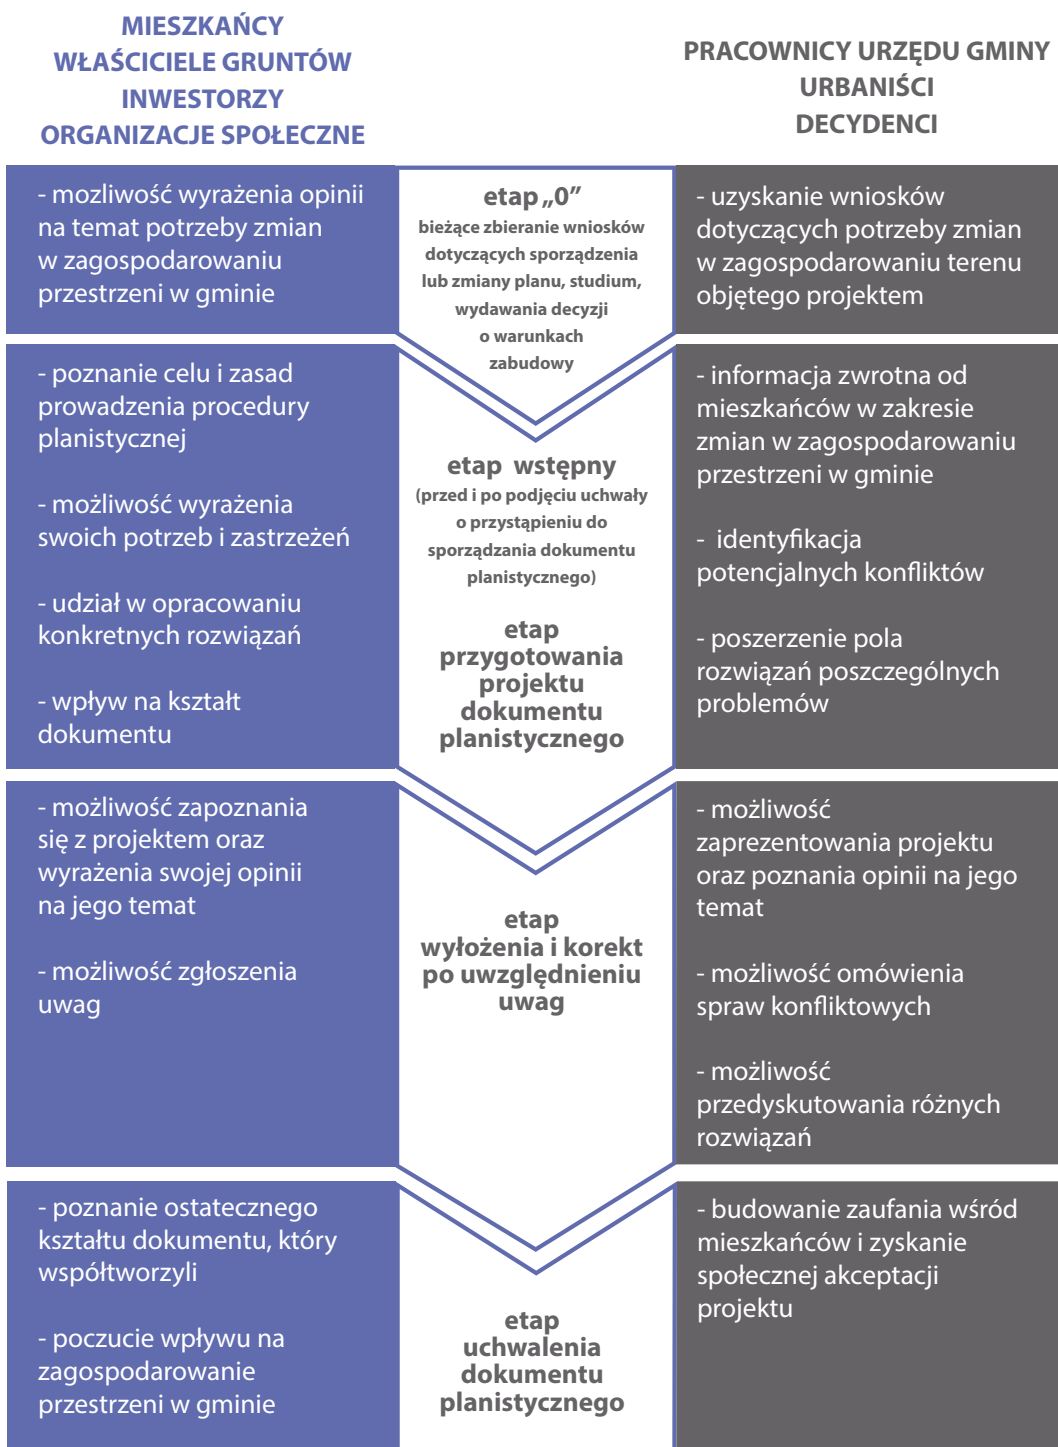 MIESZKAŃCY
WŁAŚCICIELE GRUNTÓW
INWESTORZY
ORGANIZACJE SPOŁECZNE
PRACOWNICY URZĘDU GMINY
URBANIŚCI
DECYDENCI
- mozliwość wyrażenia opinii
na temat potrzeby zmian
w zagospodarowaniu
przestrzeni w gminie
etap „0”
bieżące zbieranie wniosków
dotyczących sporządzenia
lub zmiany planu, studium,
wydawania decyzji
o warunkach
zabudowy
- uzyskanie wniosków
dotyczących potrzeby zmian
w zagospodarowaniu terenu
objętego projektem
- poznanie celu i zasad
prowadzenia procedury
planistycznej
- możliwość wyrażenia
swoich potrzeb i zastrzeżeń
- udział w opracowaniu
konkretnych rozwiązań
- wpływ na kształt
dokumentu
etap wstępny
(przed i po podjęciu uchwały
o przystąpieniu do
sporządzania dokumentu
planistycznego)
etap
przygotowania
projektu
dokumentu
planistycznego
- informacja zwrotna od
mieszkańców w zakresie
zmian w zagospodarowaniu
przestrzeni w gminie
- identyfikacja
potencjalnych konfliktów
- poszerzenie pola
rozwiązań poszczególnych
problemów
- możliwość zapoznania
się z projektem oraz
wyrażenia swojej opinii
na jego temat
- możliwość zgłoszenia
uwag
etap
wyłożenia i korekt
po uwzględnieniu
uwag
- możliwość
zaprezentowania projektu
oraz poznania opinii na jego
temat
- możliwość omówienia
spraw konfliktowych
- możliwość
przedyskutowania różnych
rozwiązań
- poznanie ostatecznego
kształtu dokumentu, który
współtworzyli
- poczucie wpływu na
zagospodarowanie
przestrzeni w gminie
etap
uchwalenia
dokumentu
planistycznego
- budowanie zaufania wśród
mieszkańców i zyskanie
społecznej akceptacji
projektu